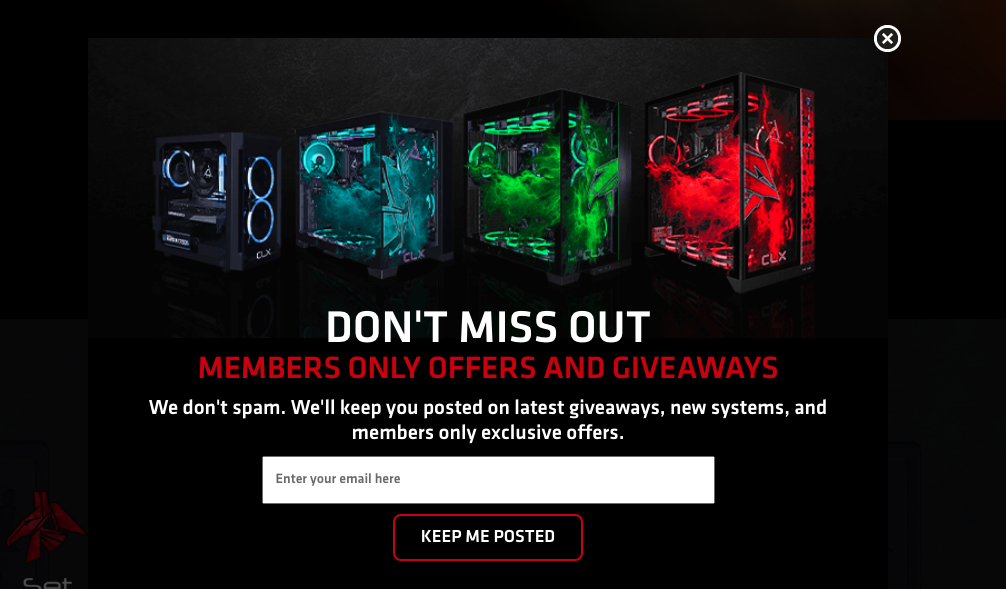 CLX
CLX
CLX
CLX
DON'T MISS OUT
MEMBERS ONLY OFFERS AND GIVEAWAYS
We don't spam. We'll keep you posted on latest giveaways, new systems, and
members only exclusive offers.
Enter your email here
KEEP ME POSTED
Set